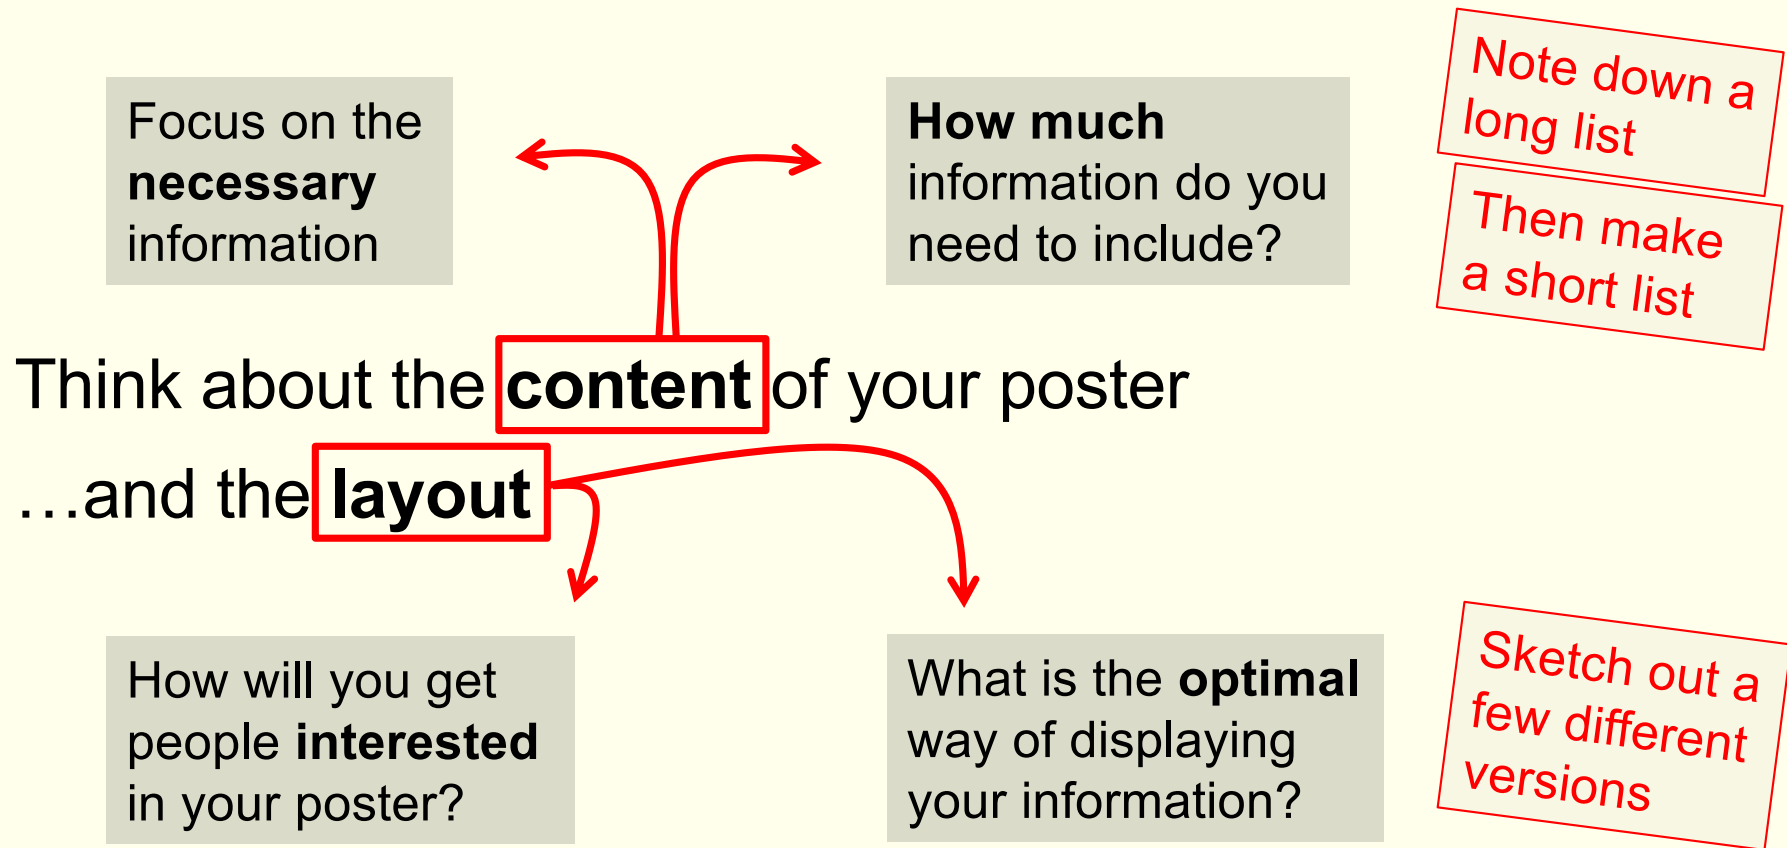 Focus on the
necessary
information
How much
information do you
need to include?
Note down a
long list
Then make
a short list
Think about the content of your poster
…and the layout
How will you get
people interested
in your poster?
What is the optimal
way of displaying
your information?
Sketch out a
few different
versions